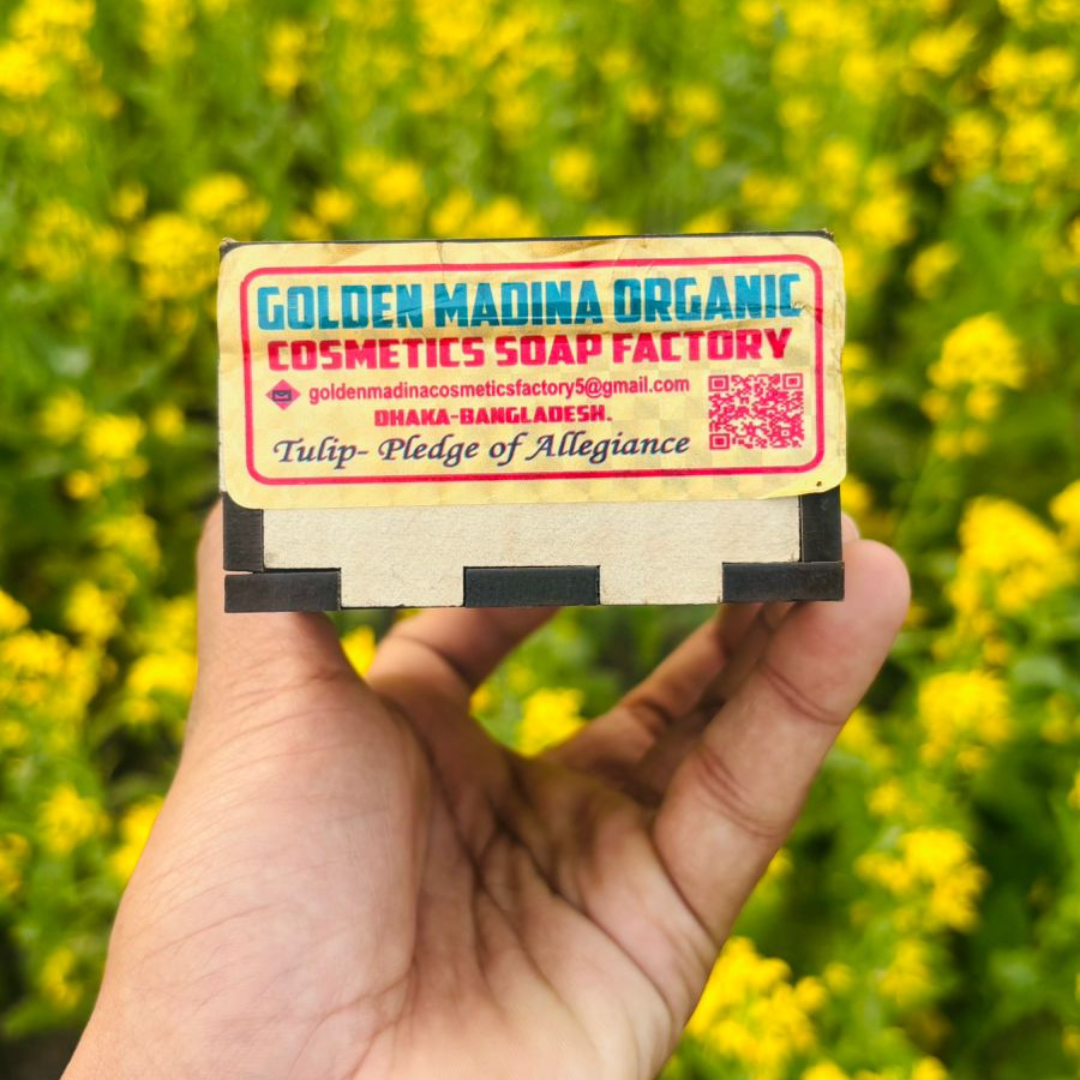 GOLDEN MADINA ORGANIC
COSMETICS SOAP FACTORY
goldenmadinacosmeticsfactory5@gmail.com
DHAKA-BANGLADESH.
Tulip- Pledge of Allegiance